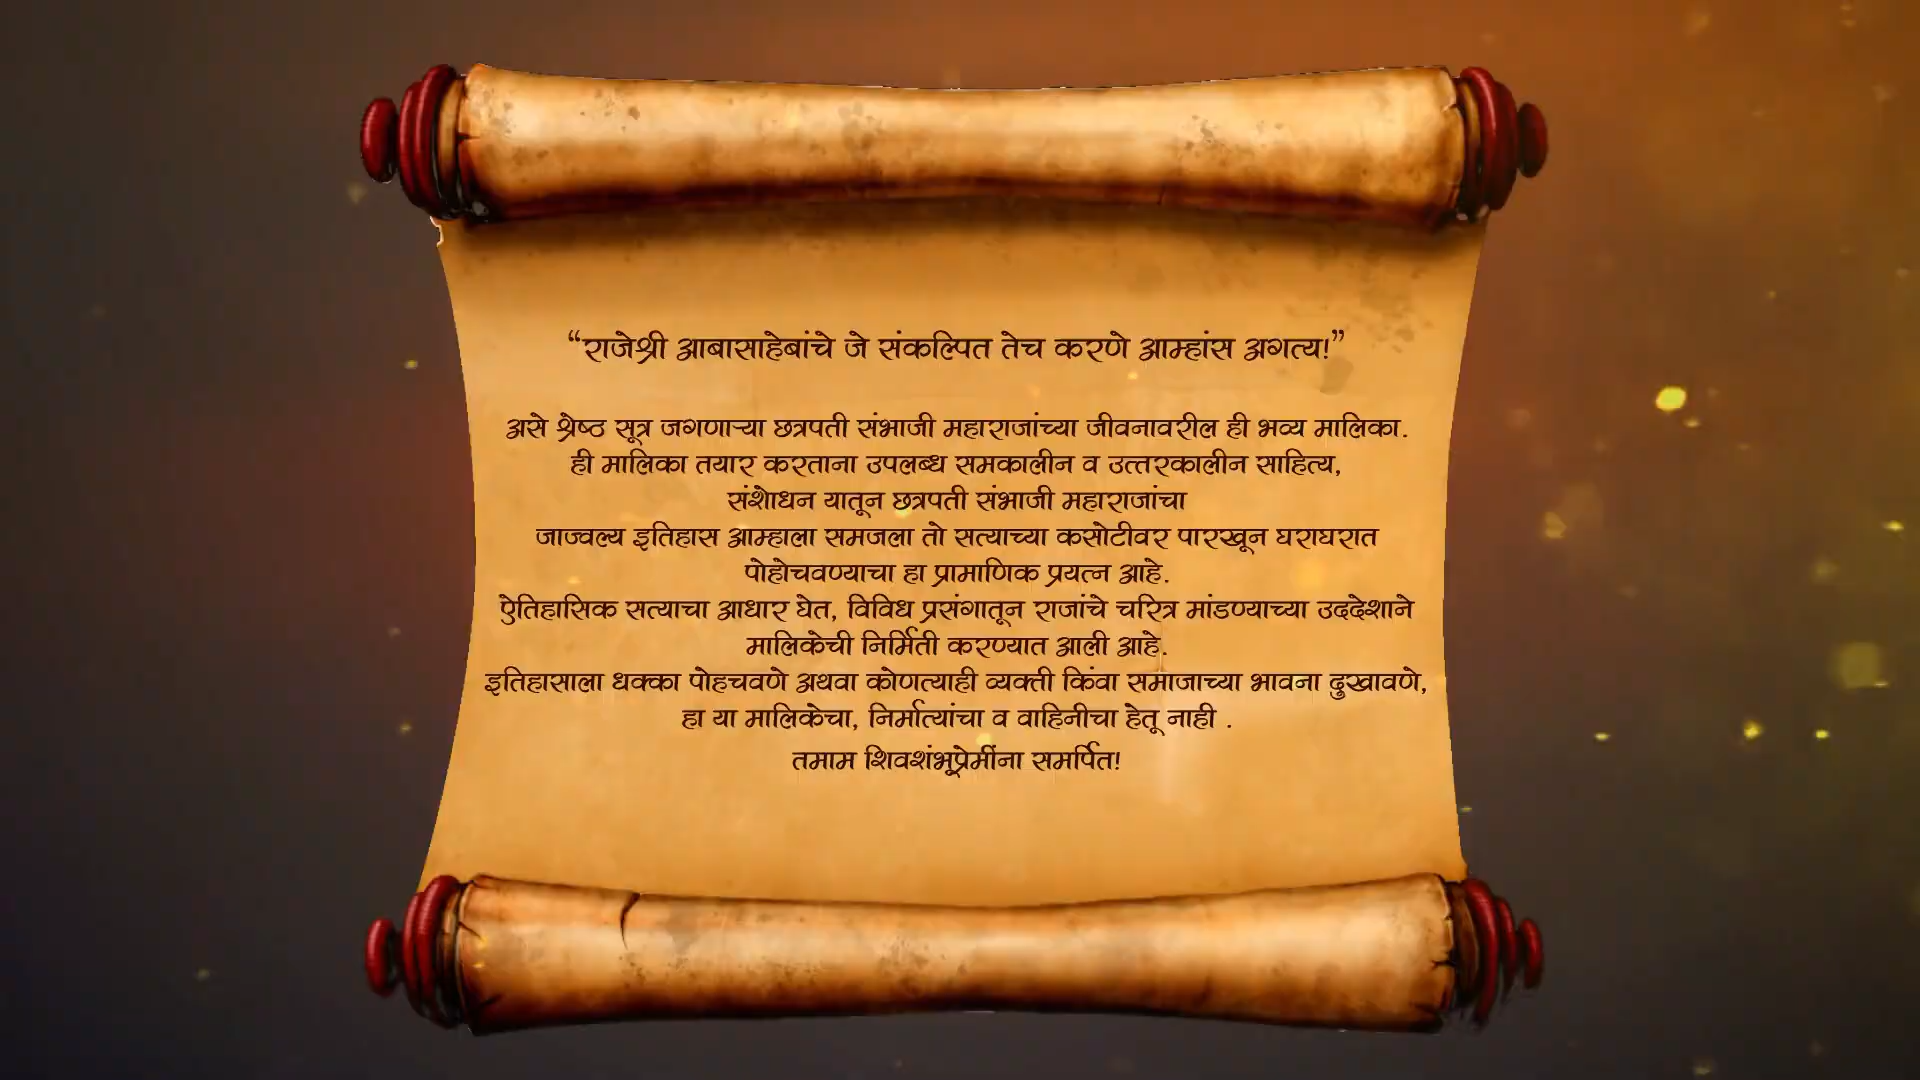 “राजेश्री आबासाहेबांचे जे संकल्पित तेच करणे आम्हांस अगत्य!”
असे श्रेष्ठ सूत्र जगणाऱ्या छत्रपती संभाजी महाराजांच्या जीवनावरील ही भव्य मालिका.
ही मालिका तयार करताना उपलब्ध समकालीन व उत्तरकालीन साहित्य,
संशोधन यातून छत्रपती संभाजी महाराजांचा
जाज्वल्य इतिहास आम्हाला समजला तो सत्याच्या कसोटीवर पारखून घराघरात
पोहोचवण्याचा हा प्रामाणिक प्रयत्न आहे.
ऐतिहासिक सत्याचा आधार घेत, विविध प्रसंगातून राजांचे चरित्र मांडण्याच्या उददेशाने
मालिकेची निर्मिती करण्यात आली आहे.
इतिहासाला धक्का पोहचवणे अथवा कोणत्याही व्यक्ती किंवा समाजाच्या भावना दुखावणे,
हा या मालिकेचा, निर्मात्यांचा व वाहिनीचा हेतू नाही .
तमाम शिवशंभूप्रेमींना समर्पित!